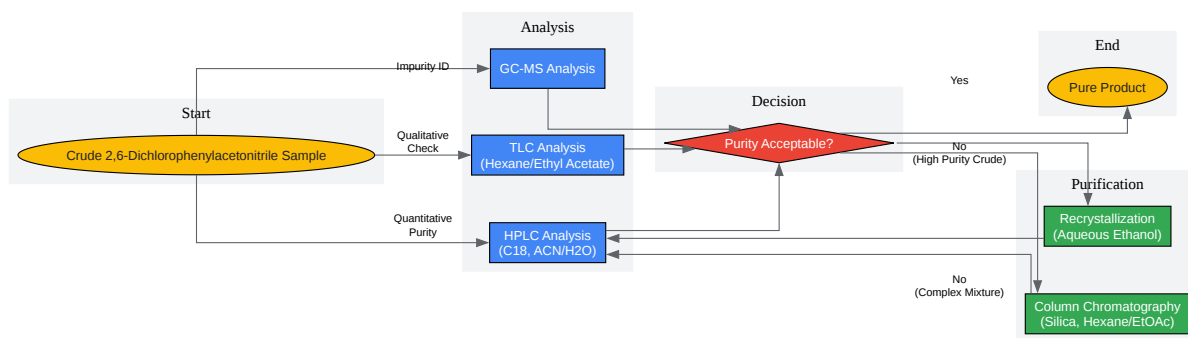 Analysis
Impurity ID
GC-MS Analysis
End
Yes
Pure Product
Start
Crude 2,6-Dichlorophenylacetonitrile Sample
Qualitative
Check
TLC Analysis
(Hexane/Ethyl Acetate)
Decision
Purity Acceptable?
No
(High Purity Crude)
Purification
Recrystallization
(Aqueous Ethanol)
Quantitative
Purity
HPLC Analysis
(C18, ACN/H2O)
No
(Complex Mixture)
Column Chromatography
(Silica, Hexane/EtOAc)